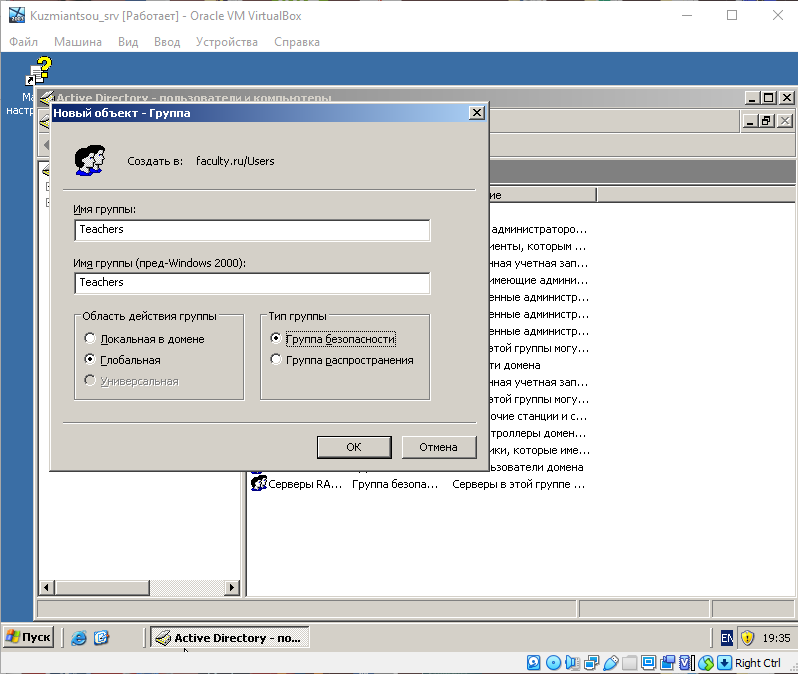 Kuzmiantsou_srv [Работает] - Oracle VM VirtualBox
Файл Машина Вид Ввод Устройства Справка
Ма
настр
Active Directory - пользователи и компьютеры
Новый объект - Группа
Создать в: faculty.ru/Users
Имя группы:
Teachers
Имя группы (пред-Windows 2000):
Teachers
Область действия группы
Локальная в домене
Глобальная
Универсальная
Тип группы
Группа безопасности
Группа распространения
OK Отмена
ие
администраторо...
иенты, которым ...
нная учетная зап...
имеющие админи...
енные администр...
енные администр...
енные администр...
этой группы могу...
ти домена
нная учетная зап...
этой группы могу...
очие станции и с...
троллеры домен...
ики, которые име...
льзователи домена
Серверы RA... Группа безопа... Серверы в этой группе ...
Пуск
Active Directory - по...
EN
19:35
Right Ctrl